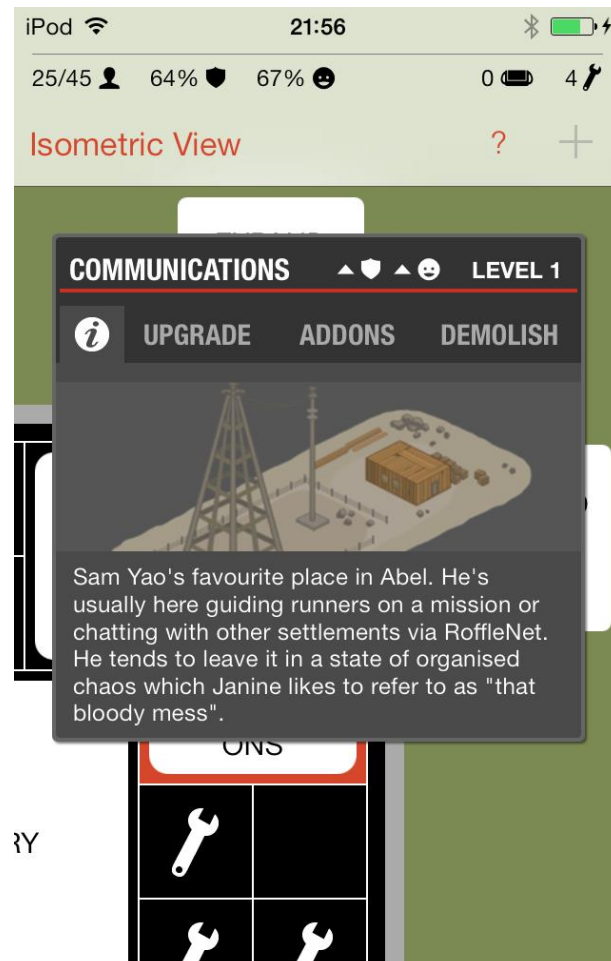 iPod 21:56
25/45 64% 67% 0 4
Isometric View ? +
COMMUNICATIONS LEVEL 1
i UPGRADE ADDONS DEMOLISH
Sam Yao's favourite place in Abel. He's
usually here guiding runners on a mission or
chatting with other settlements via RoffleNet.
He tends to leave it in a state of organised
chaos which Janine likes to refer to as "that
bloody mess".
ONS
RY